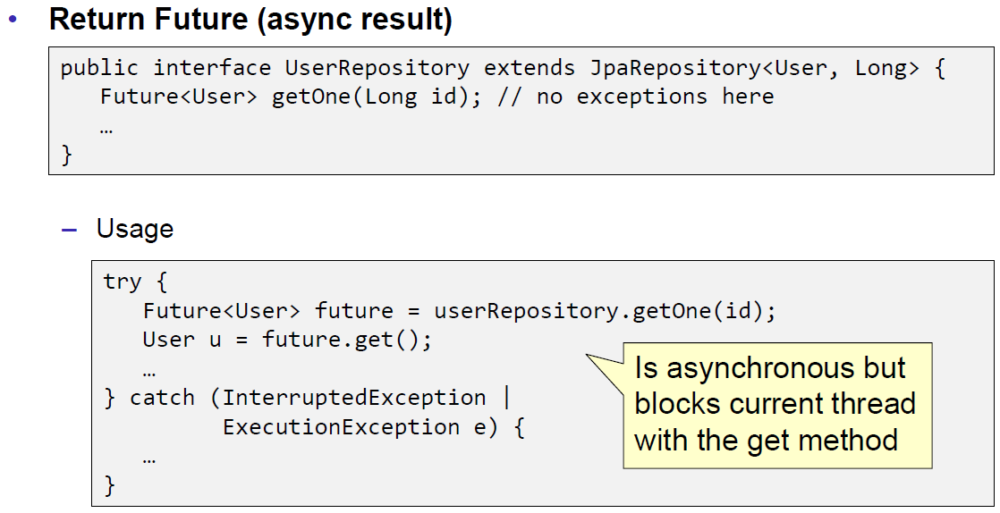 • Return Future (async result)
public interface UserRepository extends JpaRepository<User, Long> {
   Future<User> getOne(Long id); // no exceptions here
   …
}
– Usage
try {
   Future<User> future = userRepository.getOne(id);
   User u = future.get();
   …
} catch (InterruptedException |
         ExecutionException e) {
   …
}
Is asynchronous but
blocks current thread
with the get method